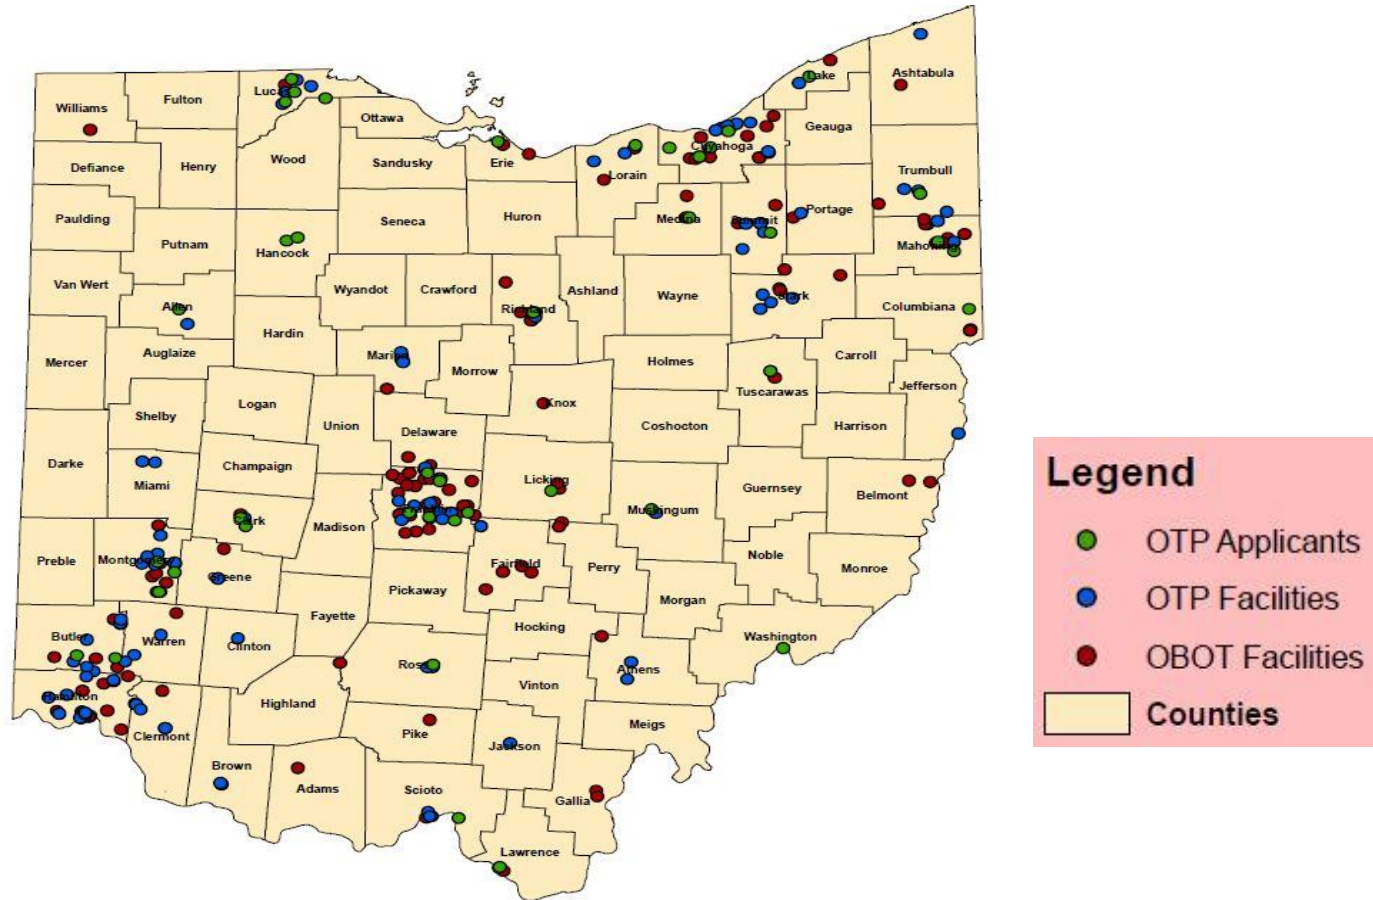 Ashtabula
Lake
Williams
Fulton
Lucas
Ottawa
Geauga
Cuyahoga
Defiance
Henry
Wood
Sandusky
Erie
Lorain
Trumbull
Paulding
Seneca
Huron
Medina
Summit
Portage
Putnam
Hancock
Mahoning
Van Wert
Wyandot
Crawford
Richland
Ashland
Wayne
Stark
Columbiana
Allen
Hardin
Mercer
Auglaize
Marion
Morrow
Holmes
Carroll
Jefferson
Tuscarawas
Shelby
Logan
Union
Knox
Coshocton
Harrison
Delaware
Darke
Miami
Champaign
Licking
Guernsey
Belmont
Legend
Clark
Madison
Franklin
Muskingum
OTP Applicants
Preble
Montgomery
Greene
Fairfield
Perry
Noble
Monroe
OTP Facilities
Pickaway
Fayette
Morgan
Butler
Warren
Clinton
Hocking
Washington
OBOT Facilities
Ross
Athens
Vinton
Counties
Hamilton
Highland
Clermont
Pike
Jackson
Meigs
Brown
Adams
Scioto
Gallia
Lawrence